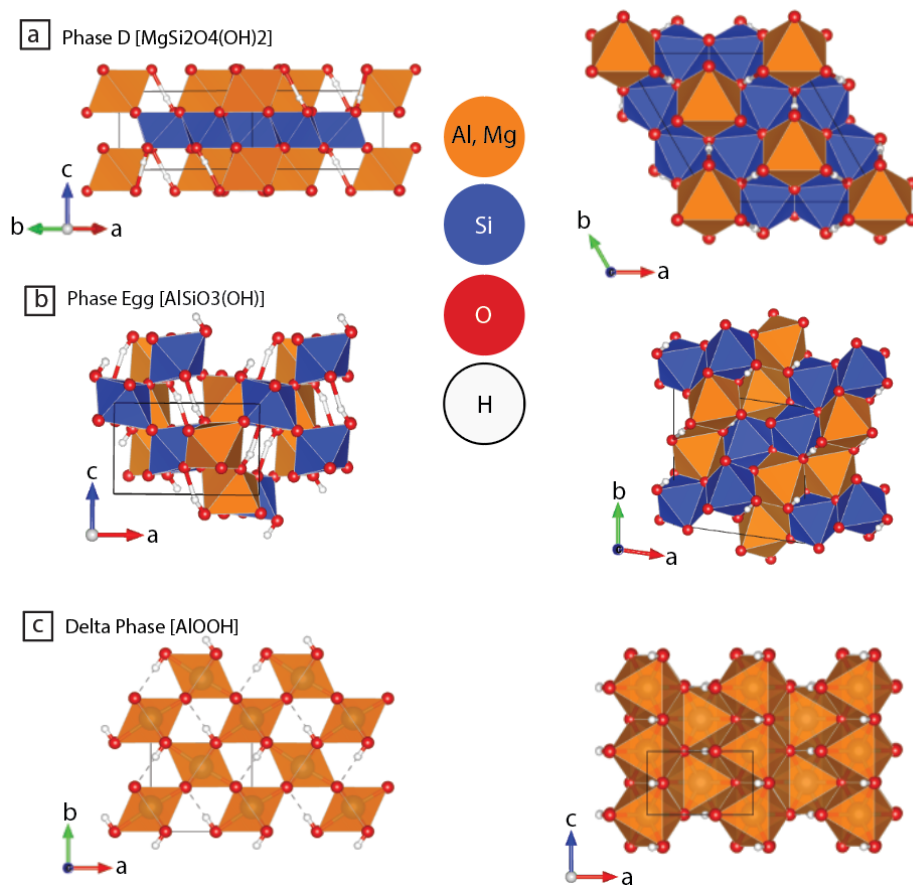 a Phase D [MgSi2O4(OH)2]
c
b a
Al, Mg
Si
O
H
b
a
b Phase Egg [AlSiO3(OH)]
c
a
b
a
c Delta Phase [AlOOH]
b
a
c
a